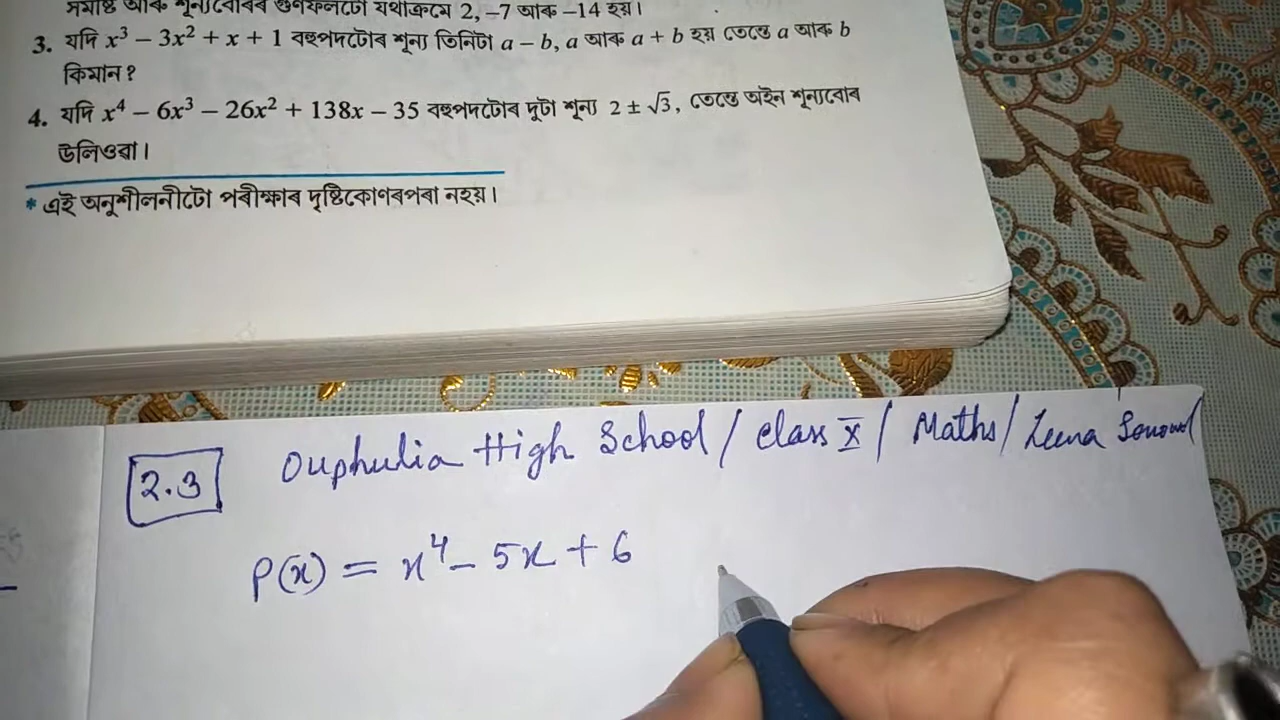 সমষ্টি আৰু শূন্যবোৰৰ গুণফলটো যথাক্ৰমে 2, –7 আৰু –14 হয়।
3. যদি x³ – 3x² + x + 1 বহুপদটোৰ শূন্য তিনিটা a – b, a আৰু a + b হয় তেন্তে a আৰু b
কিমান ?
4. যদি x⁴ – 6x³ – 26x² + 138x – 35 বহুপদটোৰ দুটা শূন্য 2 ± √3, তেন্তে অইন শূন্যবোৰ
উলিওৱা।
* এই অনুশীলনীটো পৰীক্ষাৰ দৃষ্টিকোণৰপৰা নহয়।
2.3 Ouphulia High School / Class X / Maths / Leena Sonowal
P(x) = x⁴ – 5x + 6